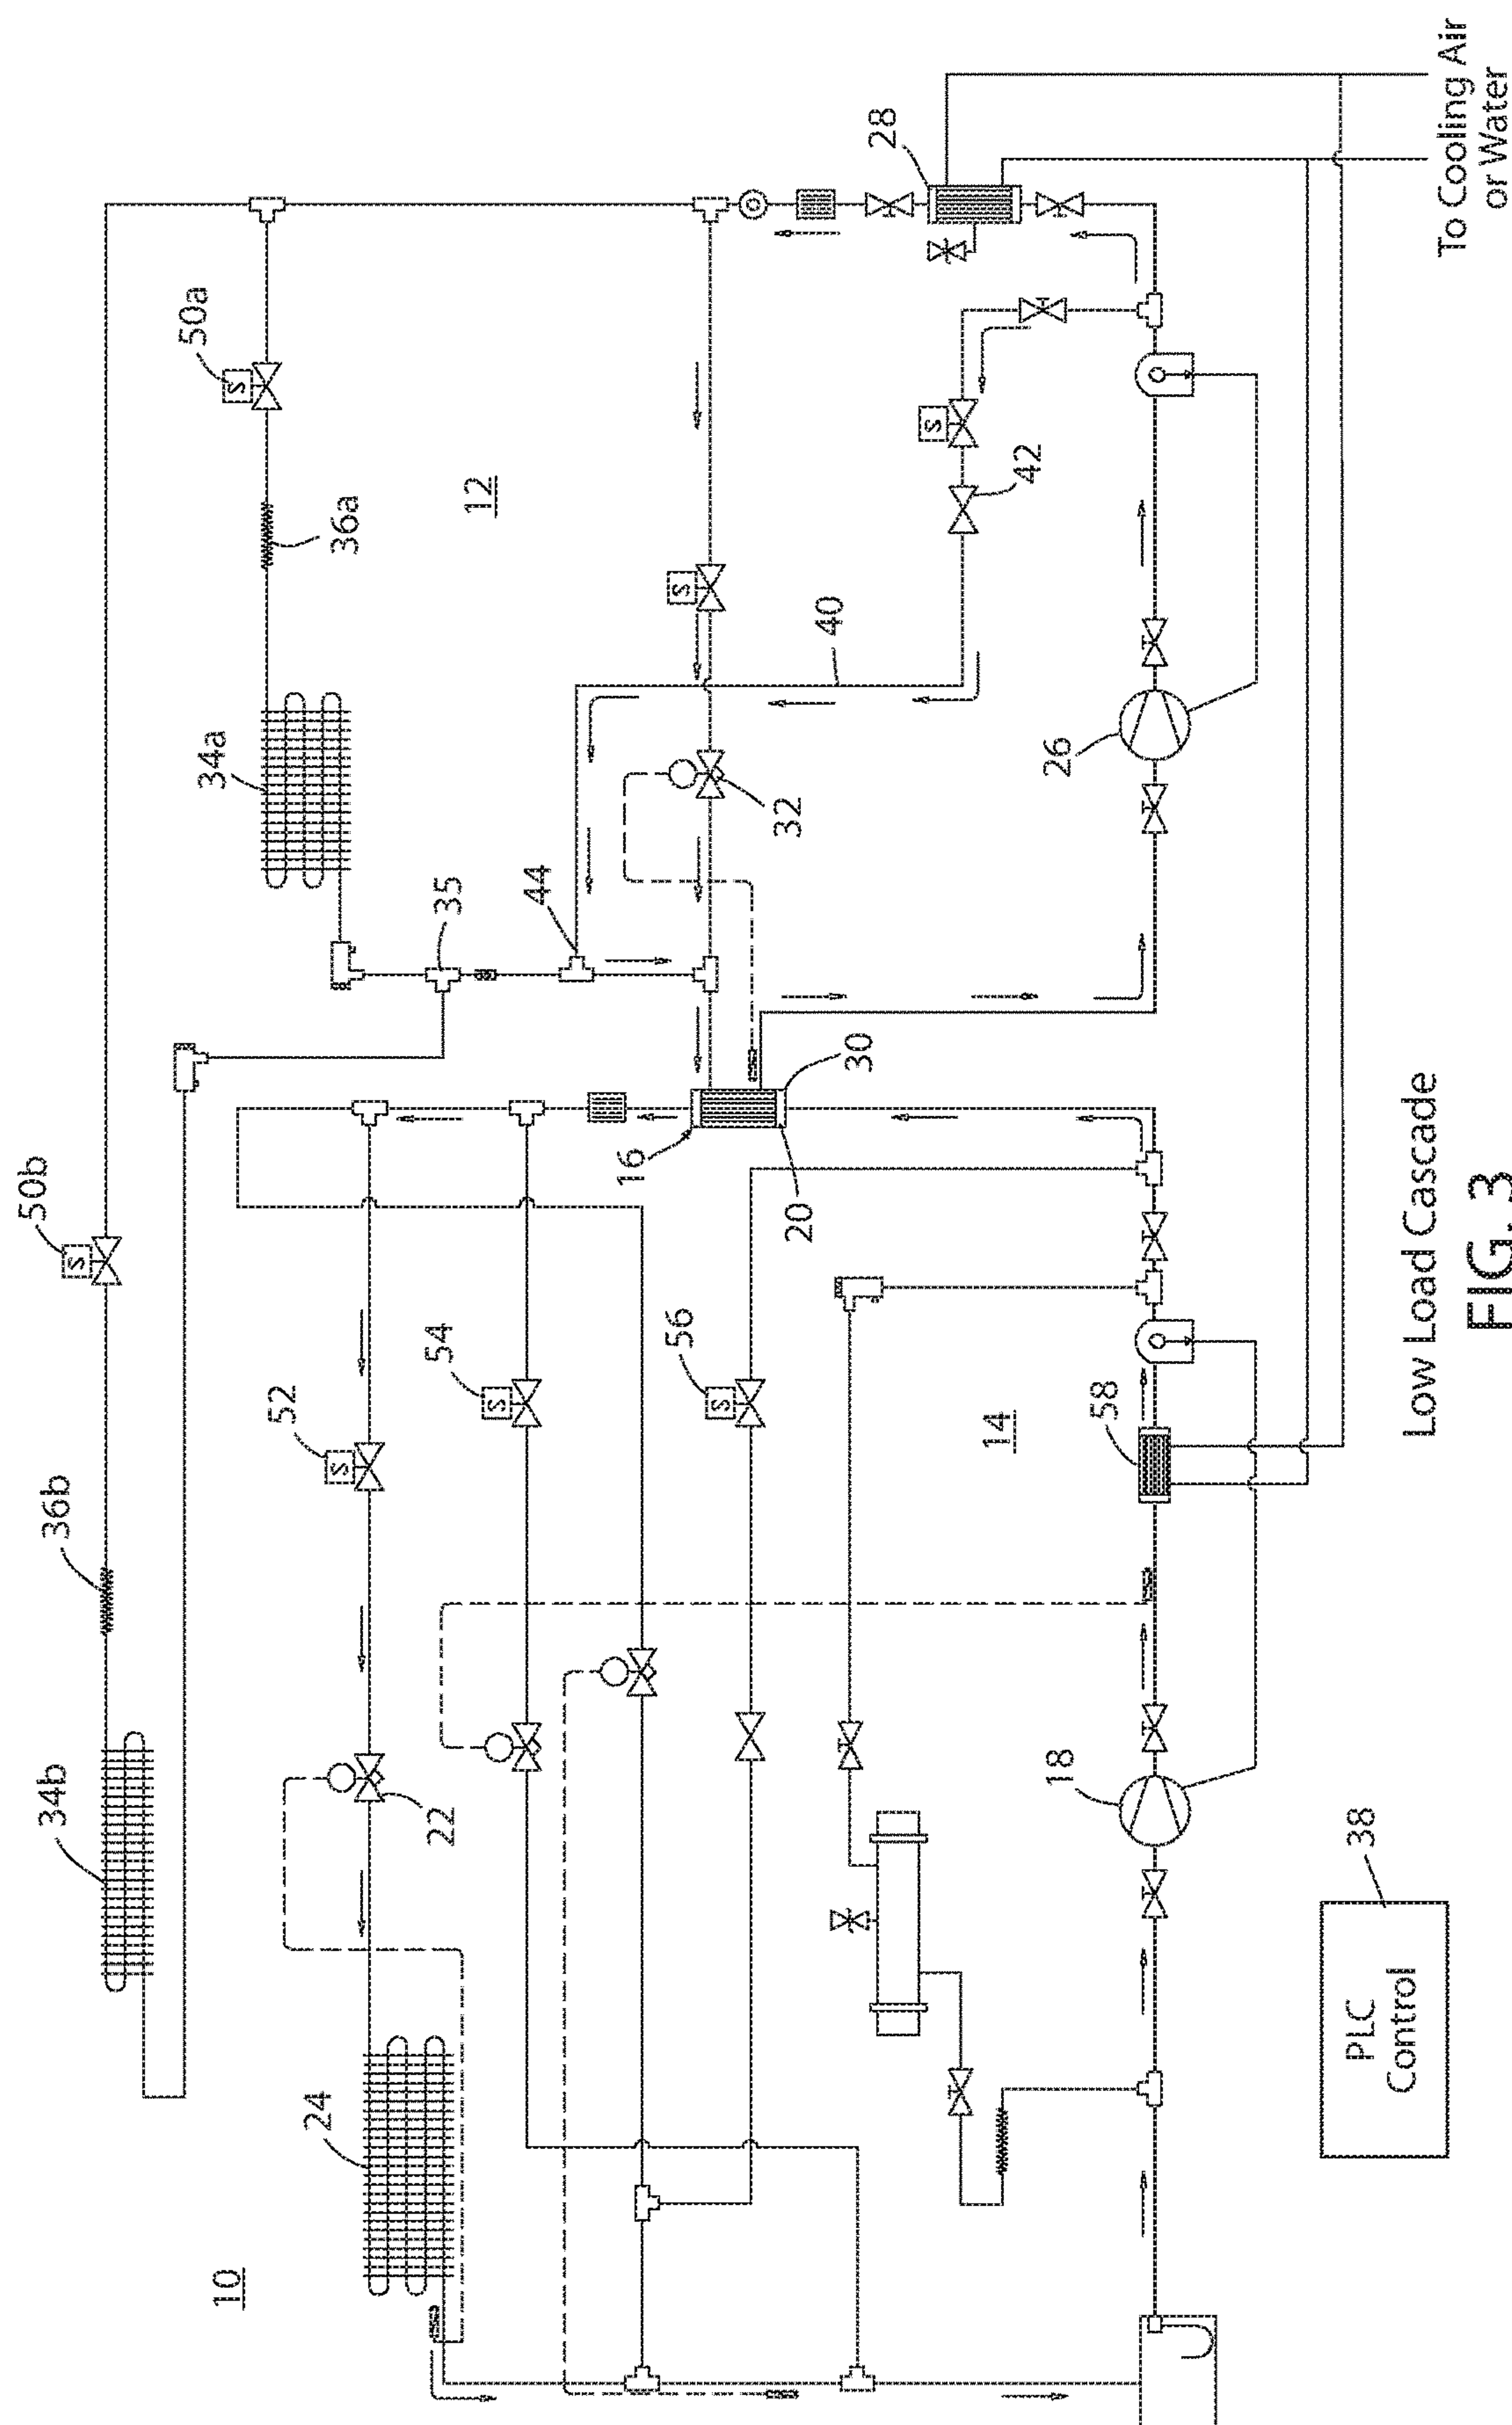 10
12
14
50b
36b
34b
50a
36a
34a
35
44
40
42
28
32
26
30
16
20
52
54
56
58
22
24
18
38
S
S
S
S
S
S
S
PLC
Control
To Cooling Air
or Water
Low Load Cascade
FIG. 3